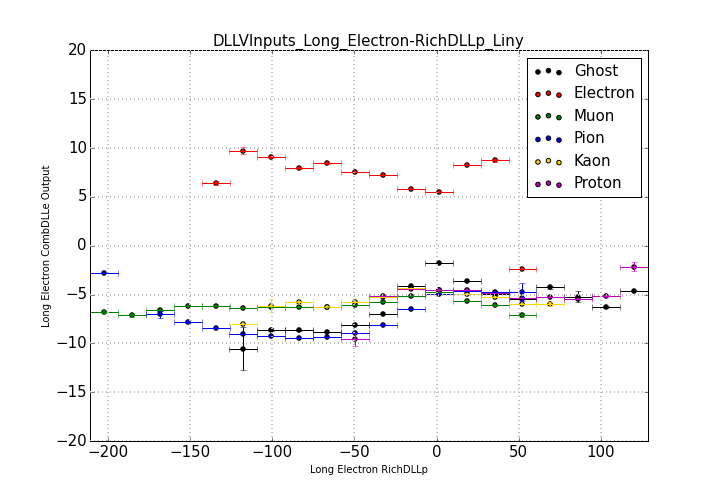 DLLVInputs_Long_Electron-RichDLLp_Liny
20
15
10
5
0
−5
−10
−15
−20
Long Electron CombDLLe Output
Ghost
Electron
Muon
Pion
Kaon
Proton
−200 −150 −100 −50 0 50 100
Long Electron RichDLLp